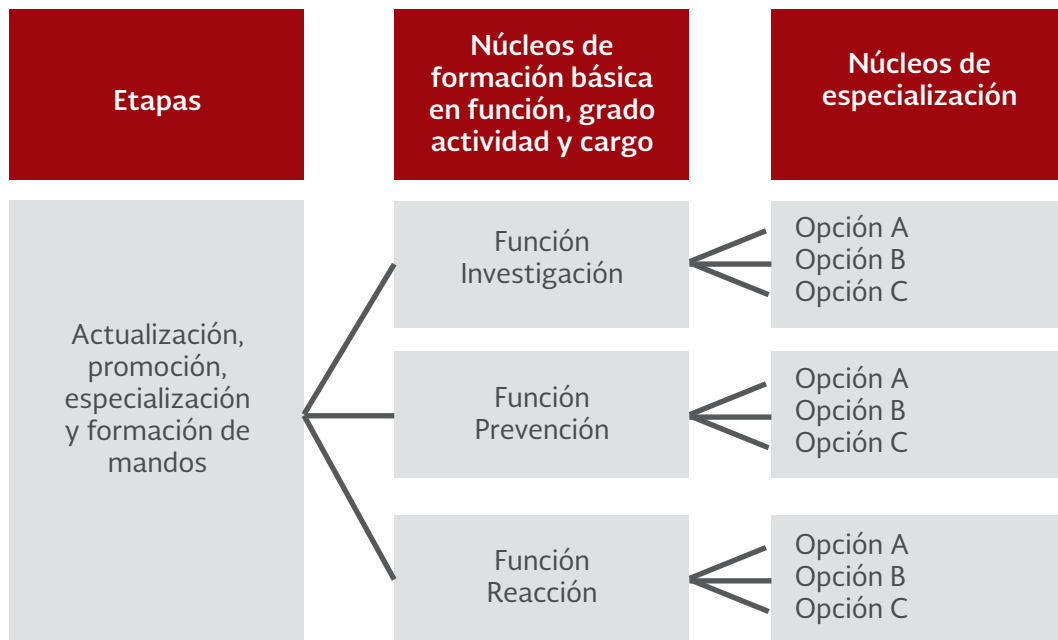 Etapas
Núcleos de
formación básica
en función, grado
actividad y cargo
Núcleos de
especialización
Actualización,
promoción,
especialización
y formación de
mandos
Función
Investigación
Opción A
Opción B
Opción C
Función
Prevención
Opción A
Opción B
Opción C
Función
Reacción
Opción A
Opción B
Opción C